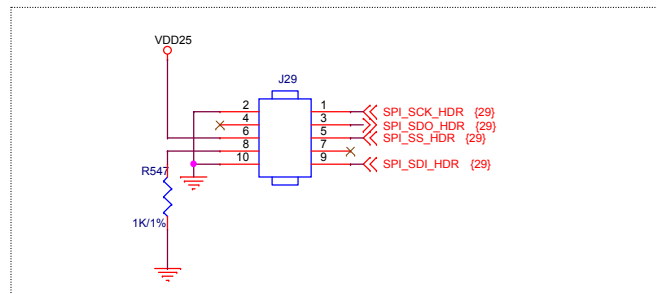 VDD25
J29
2 1 SPI_SCK_HDR {29}
4 3 SPI_SDO_HDR {29}
6 5 SPI_SS_HDR {29}
8 7
10 9 SPI_SDI_HDR {29}
R547
1K/1%